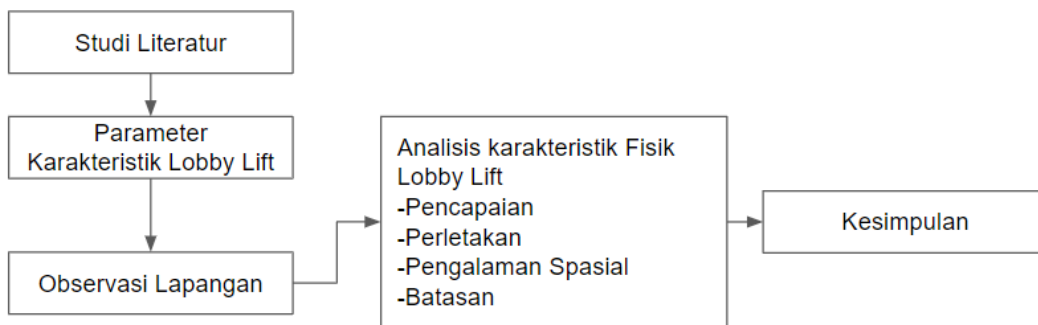 Studi Literatur
Parameter
Karakteristik Lobby Lift
Observasi Lapangan
Analisis karakteristik Fisik
Lobby Lift
-Pencapaian
-Perletakan
-Pengalaman Spasial
-Batasan
Kesimpulan